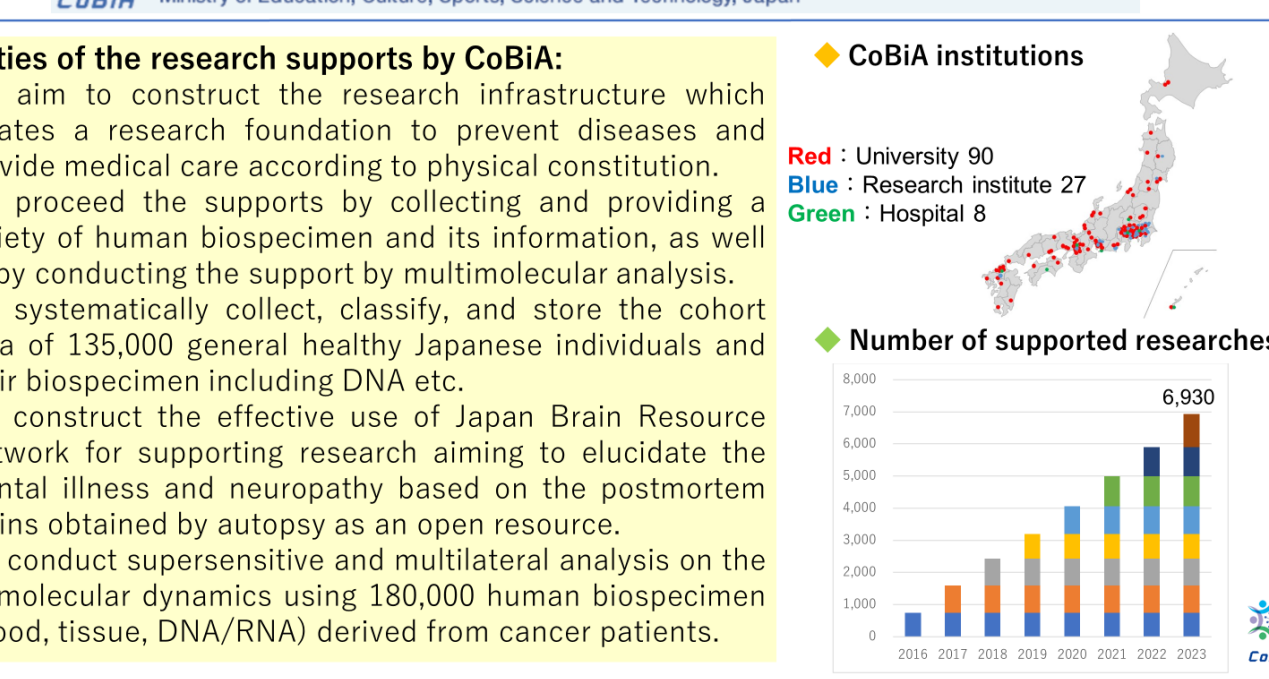 CoBiA Ministry of Education, Culture, Sports, Science and Technology, Japan
ties of the research supports by CoBiA:
aim to construct the research infrastructure which
ates a research foundation to prevent diseases and
vide medical care according to physical constitution.
proceed the supports by collecting and providing a
iety of human biospecimen and its information, as well
by conducting the support by multimolecular analysis.
systematically collect, classify, and store the cohort
a of 135,000 general healthy Japanese individuals and
ir biospecimen including DNA etc.
construct the effective use of Japan Brain Resource
twork for supporting research aiming to elucidate the
ntal illness and neuropathy based on the postmortem
ins obtained by autopsy as an open resource.
conduct supersensitive and multilateral analysis on the
molecular dynamics using 180,000 human biospecimen
ood, tissue, DNA/RNA) derived from cancer patients.
CoBiA institutions
Red：University 90
Blue：Research institute 27
Green：Hospital 8
Number of supported researches
8,000
7,000
6,000
5,000
4,000
3,000
2,000
1,000
0
6,930
2016 2017 2018 2019 2020 2021 2022 2023
Co